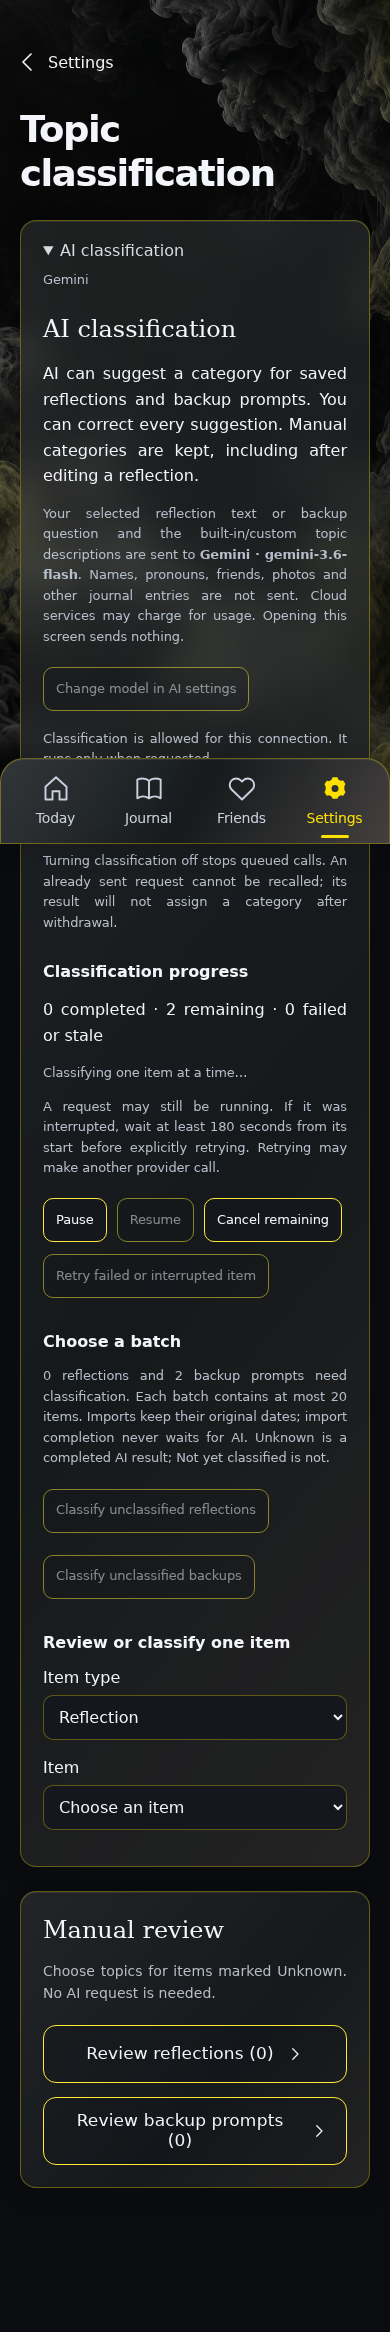 Settings
Topic
classification
▼ AI classification
Gemini
AI classification
AI can suggest a category for saved
reflections and backup prompts. You
can correct every suggestion. Manual
categories are kept, including after
editing a reflection.
Your selected reflection text or backup
question and the built-in/custom topic
descriptions are sent to Gemini · gemini-3.6-
flash. Names, pronouns, friends, photos and
other journal entries are not sent. Cloud
services may charge for usage. Opening this
screen sends nothing.
Change model in AI settings
Classification is allowed for this connection. It
runs only when requested.
Today
Journal
Friends
Settings
Turning classification off stops queued calls. An
already sent request cannot be recalled; its
result will not assign a category after
withdrawal.
Classification progress
0 completed · 2 remaining · 0 failed
or stale
Classifying one item at a time...
A request may still be running. If it was
interrupted, wait at least 180 seconds from its
start before explicitly retrying. Retrying may
make another provider call.
Pause
Resume
Cancel remaining
Retry failed or interrupted item
Choose a batch
0 reflections and 2 backup prompts need
classification. Each batch contains at most 20
items. Imports keep their original dates; import
completion never waits for AI. Unknown is a
completed AI result; Not yet classified is not.
Classify unclassified reflections
Classify unclassified backups
Review or classify one item
Item type
Reflection
Item
Choose an item
Manual review
Choose topics for items marked Unknown.
No AI request is needed.
Review reflections (0)
Review backup prompts
(0)